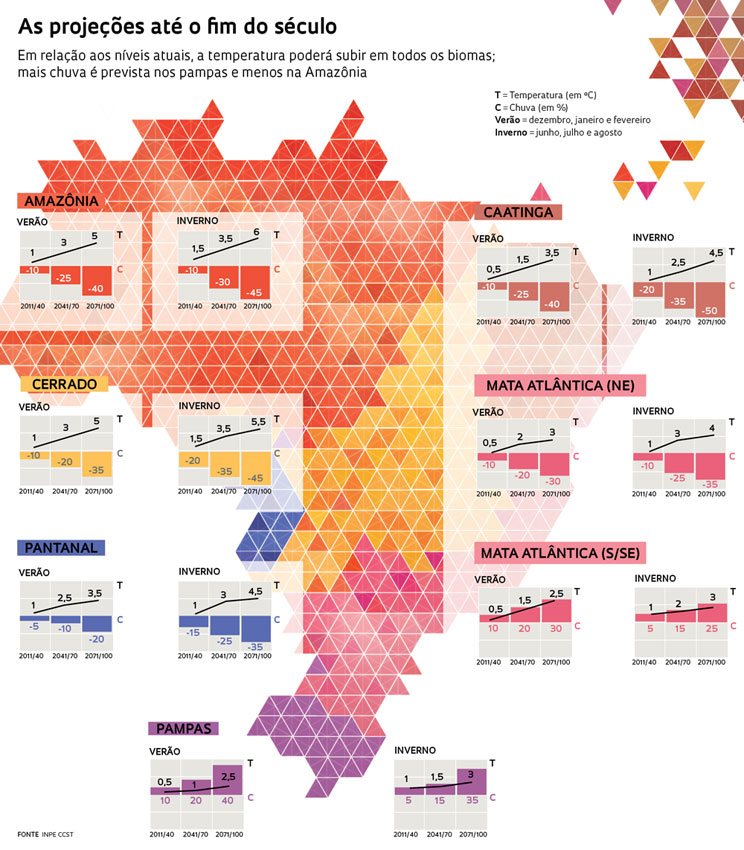 As projeções até o fim do século
Em relação aos níveis atuais, a temperatura poderá subir em todos os biomas;
mais chuva é prevista nos pampas e menos na Amazônia
T = Temperatura (em ºC)
C = Chuva (em %)
Verão = dezembro, janeiro e fevereiro
Inverno = junho, julho e agosto
AMAZÔNIA
VERÃO
1 3 5 T
-10 -25 -40 C
2011/40 2041/70 2071/100
INVERNO
1,5 3,5 6 T
-10 -30 -45 C
2011/40 2041/70 2071/100
CAATINGA
VERÃO
0,5 1,5 3,5 T
-10 -25 -40 C
2011/40 2041/70 2071/100
INVERNO
1 2,5 4,5 T
-20 -35 -50 C
2011/40 2041/70 2071/100
CERRADO
VERÃO
1 3 5 T
-10 -20 -35 C
2011/40 2041/70 2071/100
INVERNO
1,5 3,5 5,5 T
-20 -35 -45 C
2011/40 2041/70 2071/100
MATA ATLÂNTICA (NE)
VERÃO
0,5 2 3 T
-10 -20 -30 C
2011/40 2041/70 2071/100
INVERNO
1 3 4 T
-10 -25 -35 C
2011/40 2041/70 2071/100
PANTANAL
VERÃO
1 2,5 3,5 T
-5 -10 -20 C
2011/40 2041/70 2071/100
INVERNO
1 3 4,5 T
-15 -25 -35 C
2011/40 2041/70 2071/100
MATA ATLÂNTICA (S/SE)
VERÃO
0,5 1,5 2,5 T
10 20 30 C
2011/40 2041/70 2071/100
INVERNO
1 2 3 T
5 15 25 C
2011/40 2041/70 2071/100
PAMPAS
VERÃO
0,5 1 2,5 T
10 20 40 C
2011/40 2041/70 2071/100
INVERNO
1 1,5 3 T
5 15 35 C
2011/40 2041/70 2071/100
FONTE INPE CCST